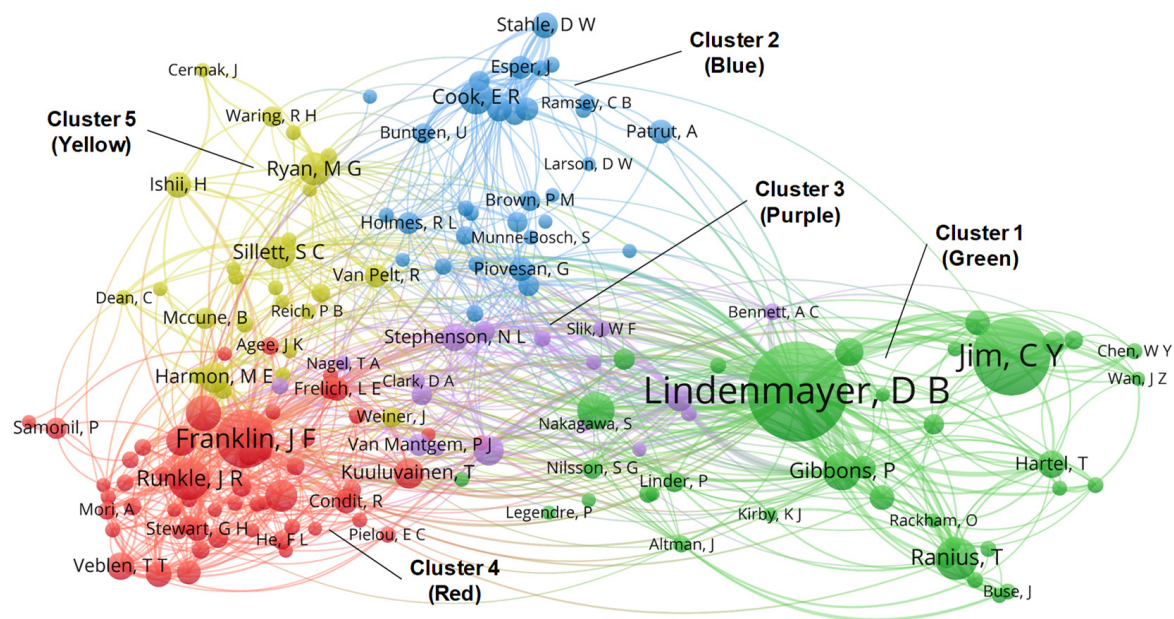 Stahle, D W
Cluster 2
(Blue)
Esper, J
Cermak, J
Cook, E R
Ramsey, C B
Waring, R H
Cluster 5
(Yellow)
Buntgen, U
Patrut, A
Larson, D W
Ryan, M G
Ishii, H
Cluster 3
(Purple)
Brown, P M
Holmes, R L
Munne-Bosch, S
Cluster 1
(Green)
Sillett, S C
Van Pelt, R
Piovesan, G
Dean, C
Reich, P B
Mccune, B
Bennett, A C
Stephenson, N L
Slik, J W F
Agee, J K
Nagel, T A
Jim, C Y
Chen, W Y
Harmon, M E
Frelich, L E
Clark, D A
Lindenmayer, D B
Wan, J Z
Weiner, J
Nakagawa, S
Samonil, P
Franklin, J F
Van Mantgem, P J
Runkle, J R
Kuuluvainen, T
Nilsson, S G
Linder, P
Gibbons, P
Hartel, T
Mori, A
Condit, R
Legendre, P
Kirby, K J
Rackham, O
Stewart, G H
He, F L
Pielou, E C
Altman, J
Veblen, T T
Cluster 4
(Red)
Ranius, T
Buse, J